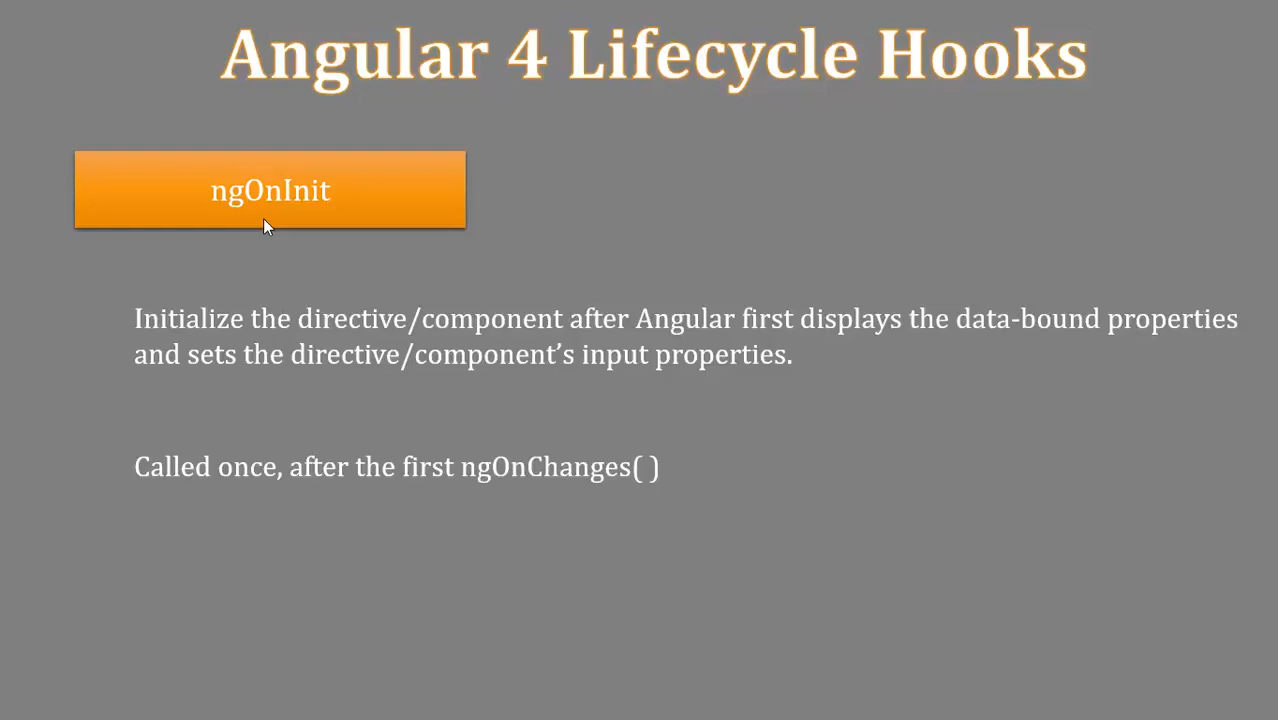 Angular 4 Lifecycle Hooks
ngOnInit
Initialize the directive/component after Angular first displays the data-bound properties
and sets the directive/component’s input properties.
Called once, after the first ngOnChanges( )